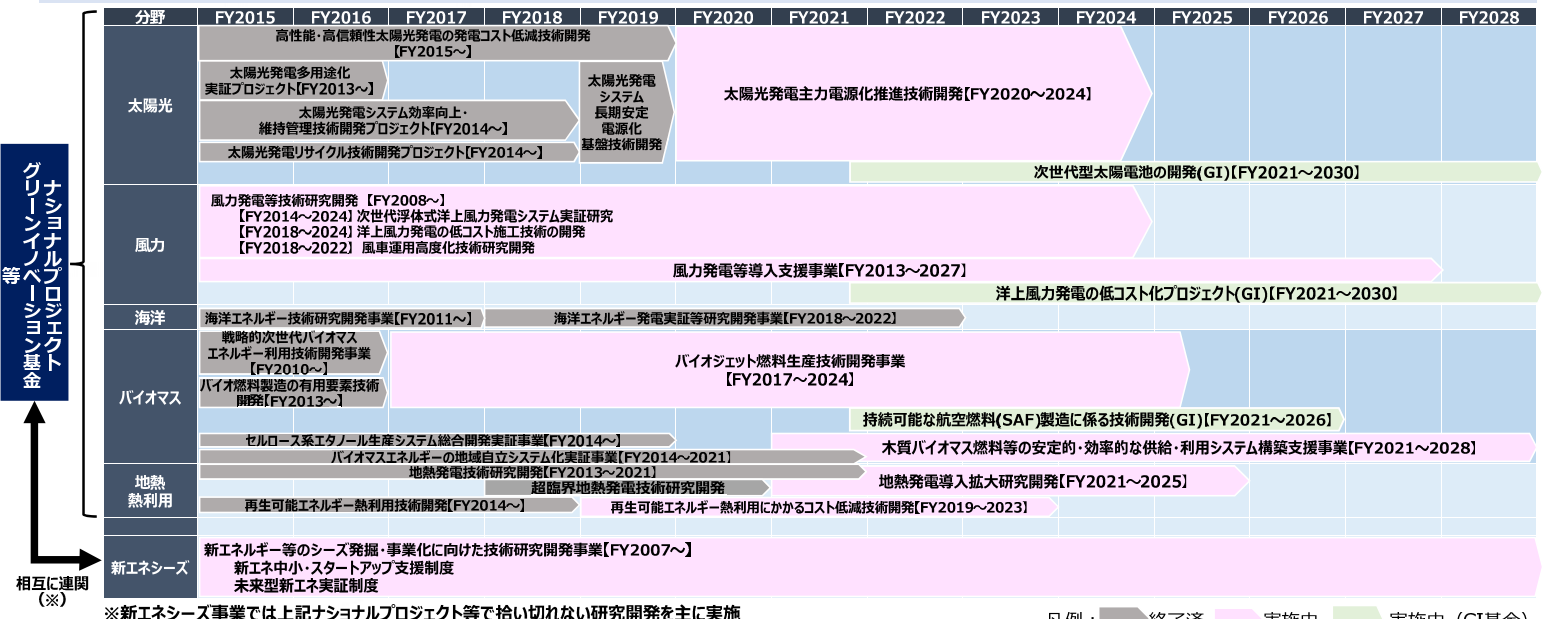 分野 FY2015 FY2016 FY2017 FY2018 FY2019 FY2020 FY2021 FY2022 FY2023 FY2024 FY2025 FY2026 FY2027 FY2028
ナショナルプロジェクト
グリーンイノベーション基金
等
太陽光
高性能・高信頼性太陽光発電の発電コスト低減技術開発
【FY2015～】
太陽光発電多用途化
実証プロジェクト【FY2013～】
太陽光発電システム効率向上・
維持管理技術開発プロジェクト【FY2014～】
太陽光発電リサイクル技術開発プロジェクト【FY2014～】
太陽光発電
システム
長期安定
電源化
基盤技術開発
太陽光発電主力電源化推進技術開発【FY2020～2024】
次世代型太陽電池の開発(GI)【FY2021～2030】
風力
風力発電等技術研究開発 【FY2008～】
【FY2014～2024】 次世代浮体式洋上風力発電システム実証研究
【FY2018～2024】 洋上風力発電の低コスト施工技術の開発
【FY2018～2022】 風車運用高度化技術研究開発
風力発電等導入支援事業【FY2013～2027】
洋上風力発電の低コスト化プロジェクト(GI)【FY2021～2030】
海洋
海洋エネルギー技術研究開発事業【FY2011～】
海洋エネルギー発電実証等研究開発事業【FY2018～2022】
バイオマス
戦略的次世代バイオマス
エネルギー利用技術開発事業
【FY2010～】
バイオ燃料製造の有用要素技術
開発【FY2013～】
バイオジェット燃料生産技術開発事業
【FY2017～2024】
持続可能な航空燃料(SAF)製造に係る技術開発(GI)【FY2021～2026】
セルロース系エタノール生産システム総合開発実証事業【FY2014～】
木質バイオマス燃料等の安定的・効率的な供給・利用システム構築支援事業【FY2021～2028】
バイオマスエネルギーの地域自立システム化実証事業【FY2014～2021】
地熱
熱利用
地熱発電技術研究開発【FY2013～2021】
超臨界地熱発電技術研究開発
地熱発電導入拡大研究開発【FY2021～2025】
再生可能エネルギー熱利用技術開発【FY2014～】
再生可能エネルギー熱利用にかかるコスト低減技術開発【FY2019～2023】
新エネシーズ
新エネルギー等のシーズ発掘・事業化に向けた技術研究開発事業【FY2007～】
新エネ中小・スタートアップ支援制度
未来型新エネ実証制度
相互に連関
（※）
※新エネシーズ事業では上記ナショナルプロジェクト等で拾い切れない研究開発を主に実施
凡例： 終了済 実施中 実施中（GI基金）